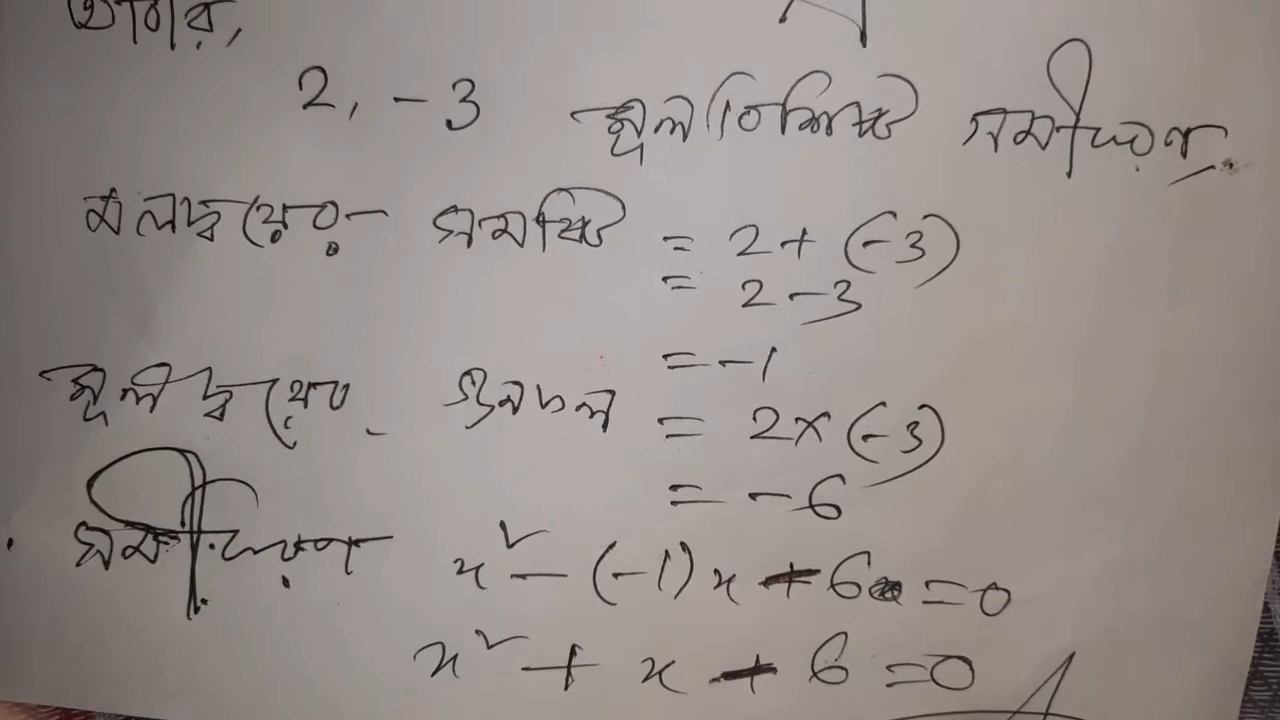 আবার,
2, -3 মূলবিশিষ্ট সমীকরণ,
মূলদ্বয়ের সমষ্টি = 2 + (-3)
= 2 - 3
= -1
মূলদ্বয়ের গুনফল = 2 × (-3)
= -6
সমীকরণ x² - (-1)x - 6 = 0
x² + x - 6 = 0